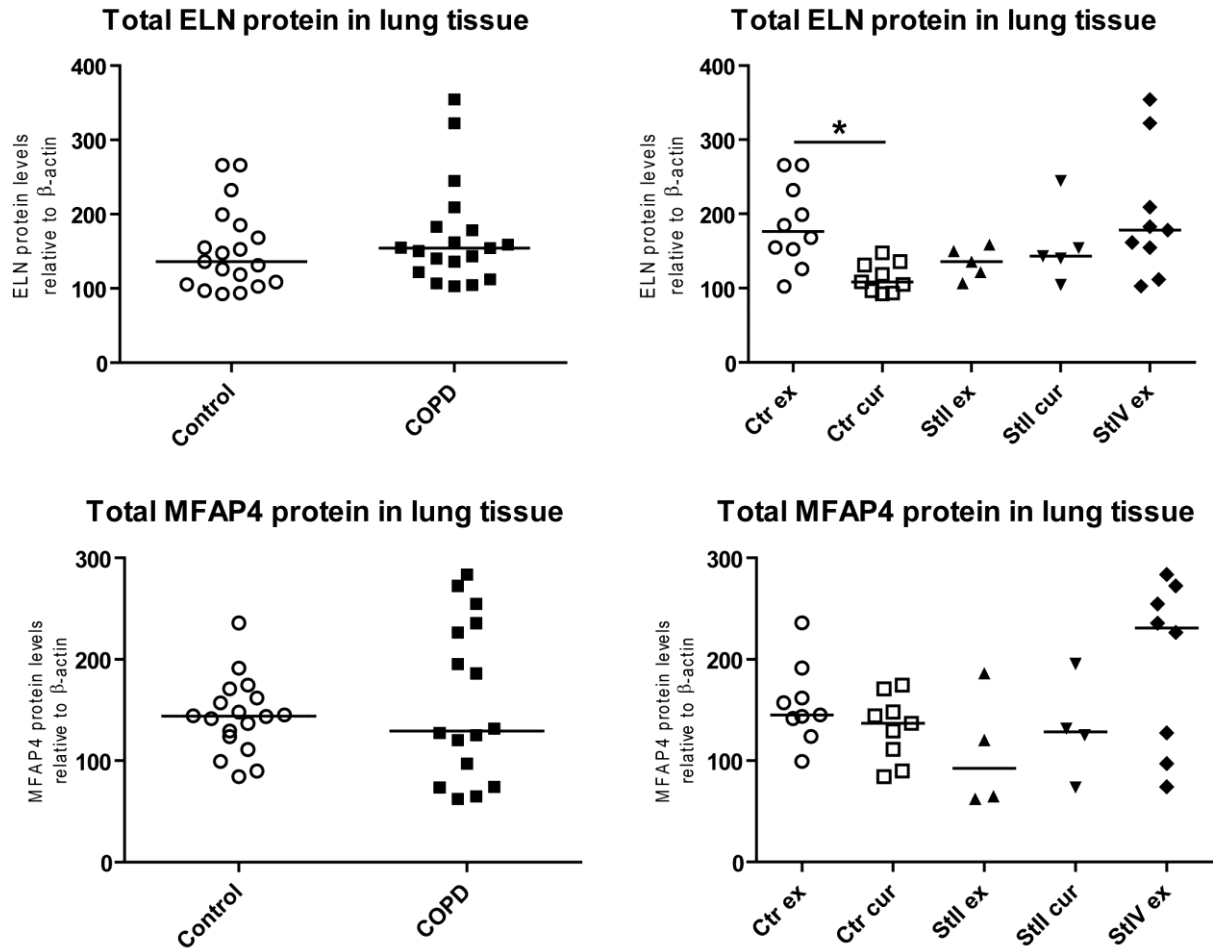 Total ELN protein in lung tissue
ELN protein levels
relative to β-actin
400
300
200
100
0
Control
COPD
Total ELN protein in lung tissue
ELN protein levels
relative to β-actin
400
300
200
100
0
*
Ctr ex
Ctr cur
StII ex
StII cur
StIV ex
Total MFAP4 protein in lung tissue
MFAP4 protein levels
relative to β-actin
300
200
100
0
Control
COPD
Total MFAP4 protein in lung tissue
MFAP4 protein levels
relative to β-actin
300
200
100
0
Ctr ex
Ctr cur
StII ex
StII cur
StIV ex